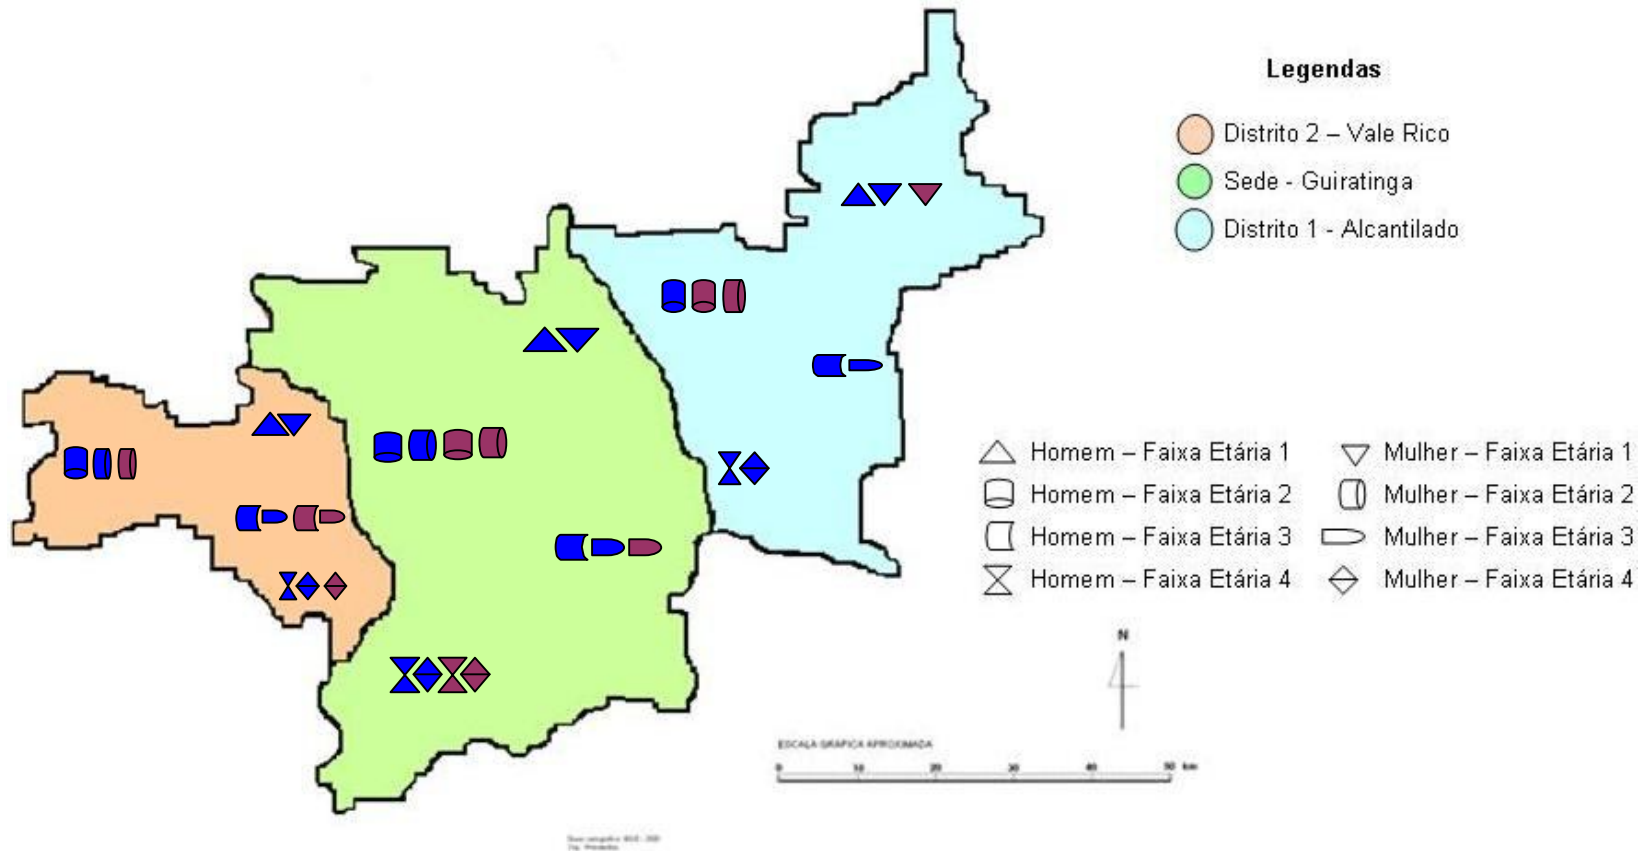 Legendas
Distrito 2 – Vale Rico
Sede - Guiratinga
Distrito 1 - Alcantilado
Homem – Faixa Etária 1
Mulher – Faixa Etária 1
Homem – Faixa Etária 2
Mulher – Faixa Etária 2
Homem – Faixa Etária 3
Mulher – Faixa Etária 3
Homem – Faixa Etária 4
Mulher – Faixa Etária 4
N
ESCALA GRÁFICA APROXIMADA
0 10 20 30 40 50 km